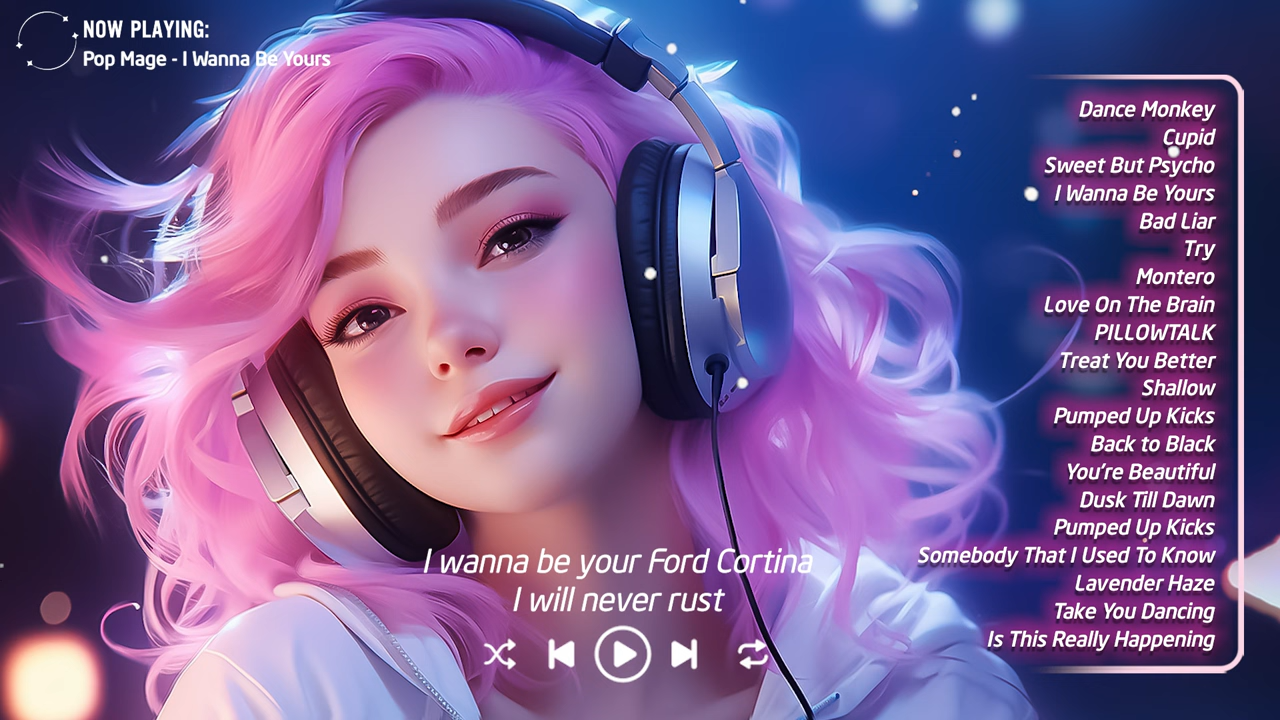 NOW PLAYING:
Pop Mage - I Wanna Be Yours
Dance Monkey
Cupid
Sweet But Psycho
I Wanna Be Yours
Bad Liar
Try
Montero
Love On The Brain
PILLOWTALK
Treat You Better
Shallow
Pumped Up Kicks
Back to Black
You're Beautiful
Dusk Till Dawn
Pumped Up Kicks
Somebody That I Used To Know
Lavender Haze
Take You Dancing
Is This Really Happening
I wanna be your Ford Cortina
I will never rust